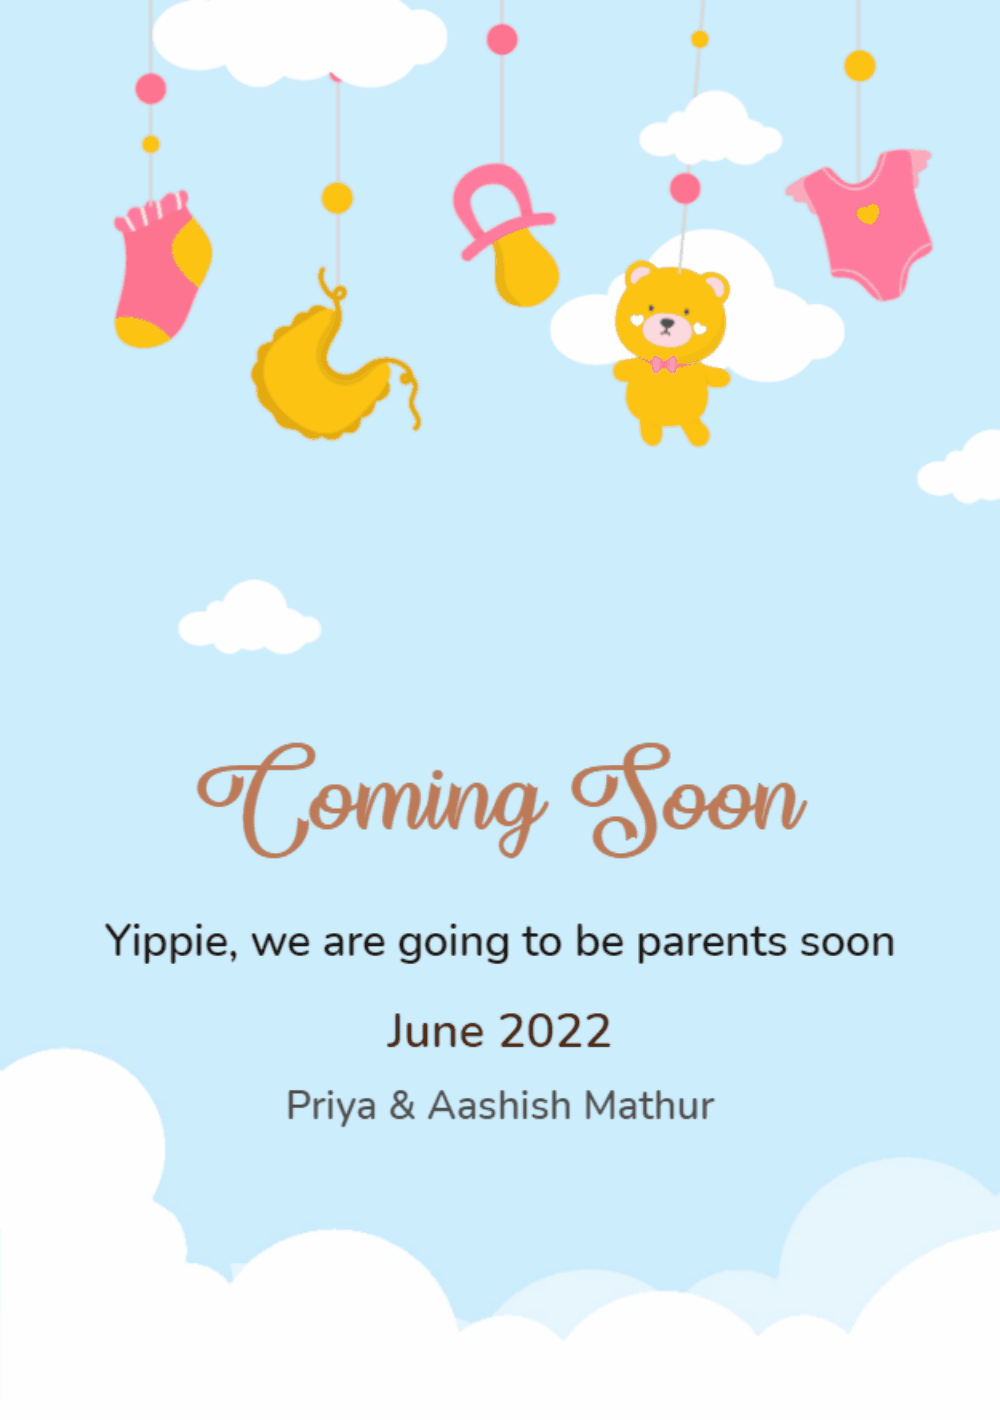 Coming Soon
Yippie, we are going to be parents soon
June 2022
Priya & Aashish Mathur